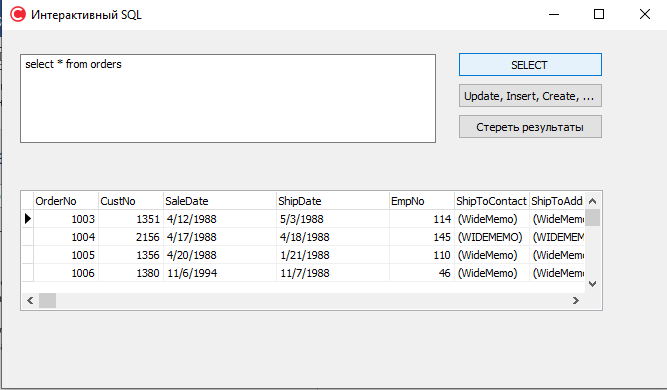 Интерактивный SQL
select * from orders
SELECT
Update, Insert, Create, ...
Стереть результаты
OrderNo CustNo SaleDate ShipDate EmpNo ShipToContact ShipToAdd
1003 1351 4/12/1988 5/3/1988 114 (WideMemo) (WideMemo
1004 2156 4/17/1988 4/18/1988 145 (WIDEMEMO) (WIDEMEM
1005 1356 4/20/1988 1/21/1988 110 (WideMemo) (WideMemo
1006 1380 11/6/1994 11/7/1988 46 (WideMemo) (WideMemo